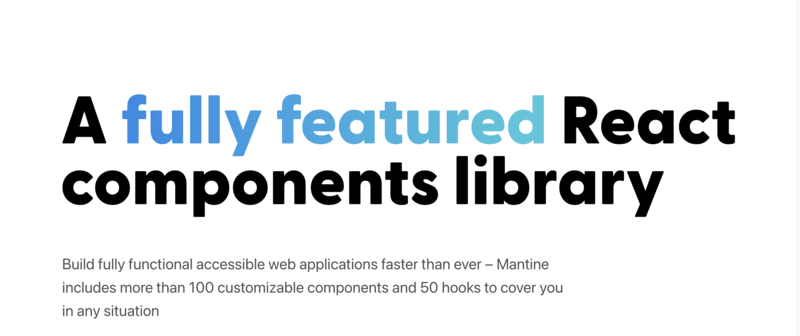 A fully featured React
components library
Build fully functional accessible web applications faster than ever – Mantine
includes more than 100 customizable components and 50 hooks to cover you
in any situation